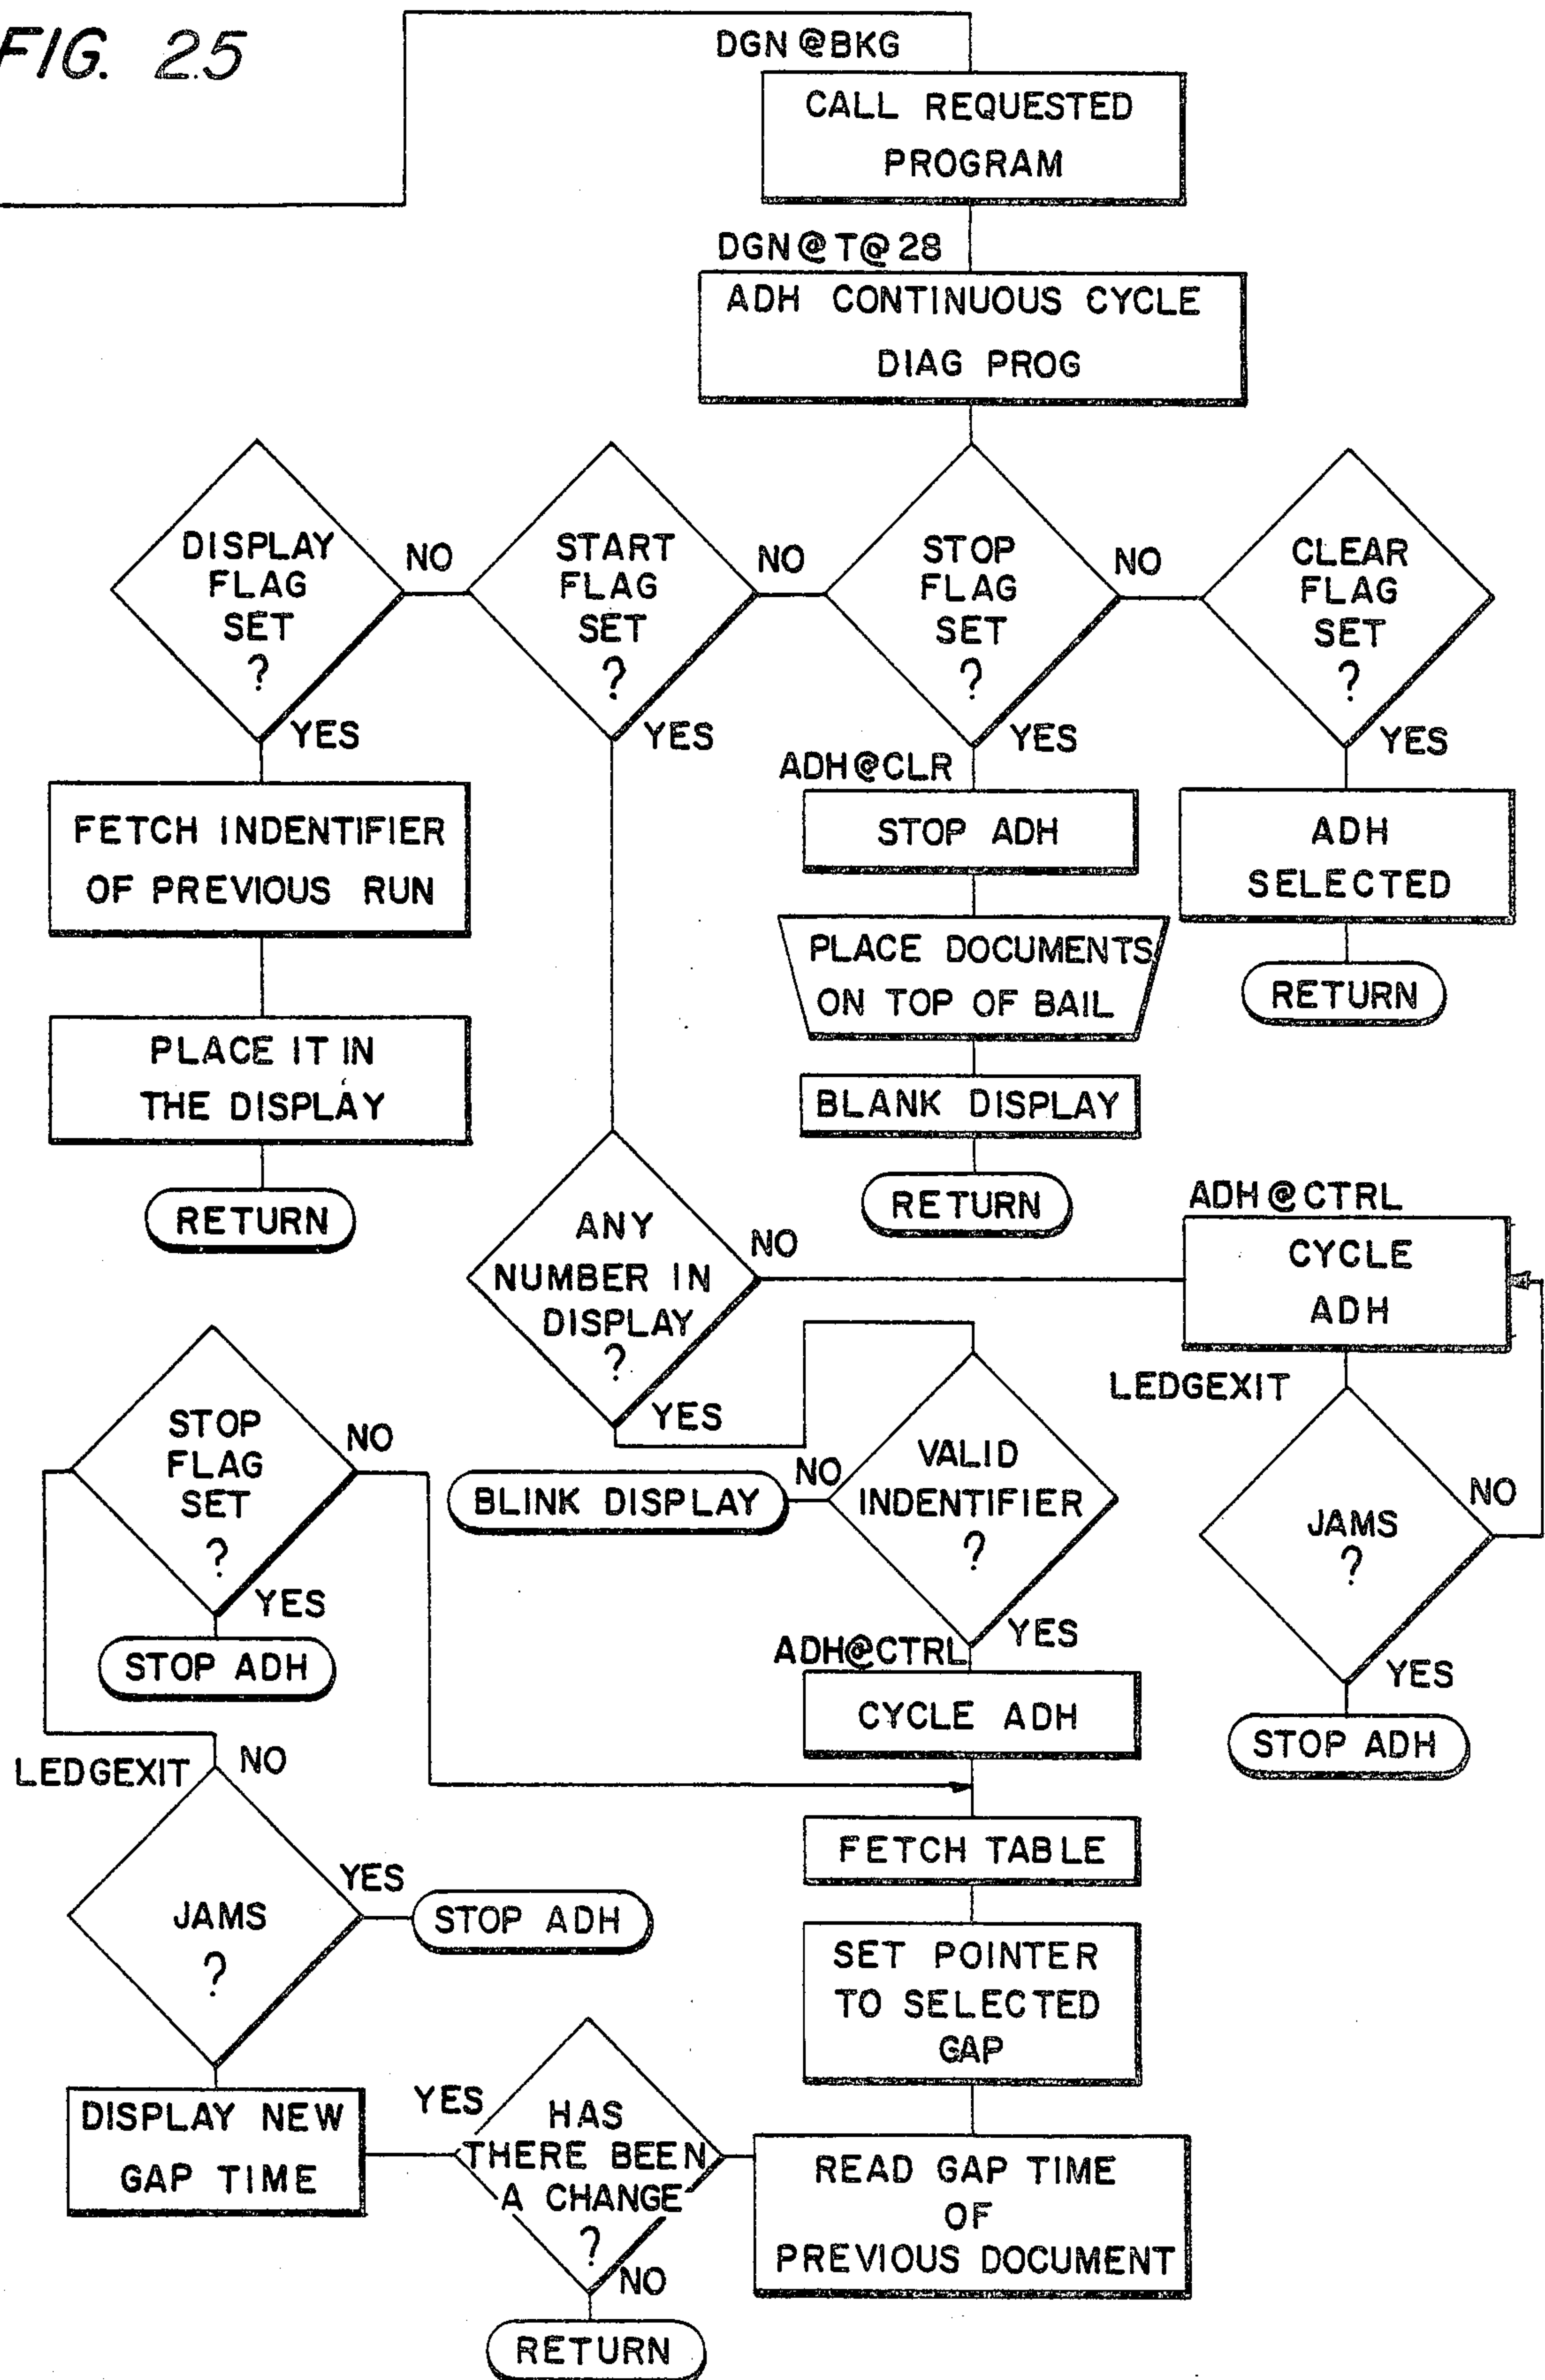 FIG. 25
DGN @BKG
CALL REQUESTED
PROGRAM
DGN@T@28
ADH CONTINUOUS CYCLE
DIAG PROG
DISPLAY
FLAG
SET
?
NO
YES
START
FLAG
SET
?
NO
YES
STOP
FLAG
SET
?
NO
YES
CLEAR
FLAG
SET
?
YES
FETCH INDENTIFIER
OF PREVIOUS RUN
PLACE IT IN
THE DISPLAY
RETURN
ADH@CLR
STOP ADH
PLACE DOCUMENTS
ON TOP OF BAIL
BLANK DISPLAY
RETURN
ADH
SELECTED
RETURN
ANY
NUMBER IN
DISPLAY
?
NO
YES
ADH@CTRL
CYCLE
ADH
LEDGEXIT
JAMS
?
NO
YES
STOP ADH
VALID
INDENTIFIER
?
NO
BLINK DISPLAY
YES
ADH@CTRL
CYCLE ADH
FETCH TABLE
SET POINTER
TO SELECTED
GAP
READ GAP TIME
OF
PREVIOUS DOCUMENT
HAS
THERE BEEN
A CHANGE
?
YES
NO
RETURN
DISPLAY NEW
GAP TIME
LEDGEXIT
NO
JAMS
?
YES
STOP ADH
STOP
FLAG
SET
?
NO
YES
STOP ADH